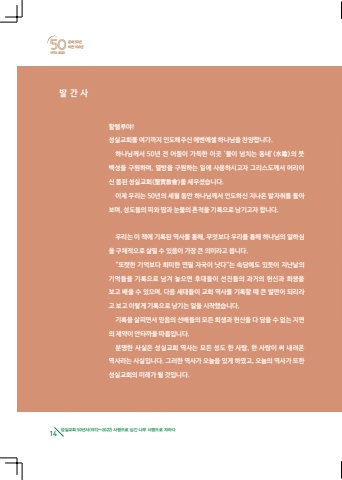 50
발 간 사
할렐루야!
성실교회를 여기까지 인도해주신 에벤에셀 하나님을 찬양합니다.
하나님께서 50년 전 어둠이 가득한 이곳 '물이 넘치는 동네'(水踰)의 뭇
백성을 구원하며, 열방을 구원하는 일에 사용하시고자 그리스도께서 머리이
신 몸된 성실교회(聖實敎會)를 세우셨습니다.
이제 우리는 50년의 세월 동안 하나님께서 인도하신 지나온 발자취를 돌아
보며, 성도들의 피와 땀과 눈물의 흔적을 기록으로 남기고자 합니다.
우리는 이 책에 기록된 역사를 통해, 무엇보다 우리를 통해 하나님의 일하심
을 구체적으로 살필 수 있음이 가장 큰 의미라고 봅니다.
"또렷한 기억보다 희미한 연필 자국이 낫다"는 속담에도 있듯이 지난날의
기억들을 기록으로 남겨 놓으면 후대들이 선진들의 과거의 헌신과 희생을
보고 배울 수 있으며, 다음 세대들이 교회 역사를 기록할 때 큰 발판이 되리라
고 보고 이렇게 기록으로 남기는 일을 시작했습니다.
기록을 살피면서 믿음의 선배들의 모든 희생과 헌신을 다 담을 수 없는 지면
의 제약이 안타까울 따름입니다.
분명한 사실은 성실교회 역사는 모든 성도 한 사람, 한 사람이 써 내려온
역사라는 사실입니다. 그러한 역사가 오늘을 있게 하였고, 오늘의 역사가 또한
성실교회의 미래가 될 것입니다.
14 성실교회 50년사(1972~2022) 사명으로 심긴 나무 사명으로 피우다